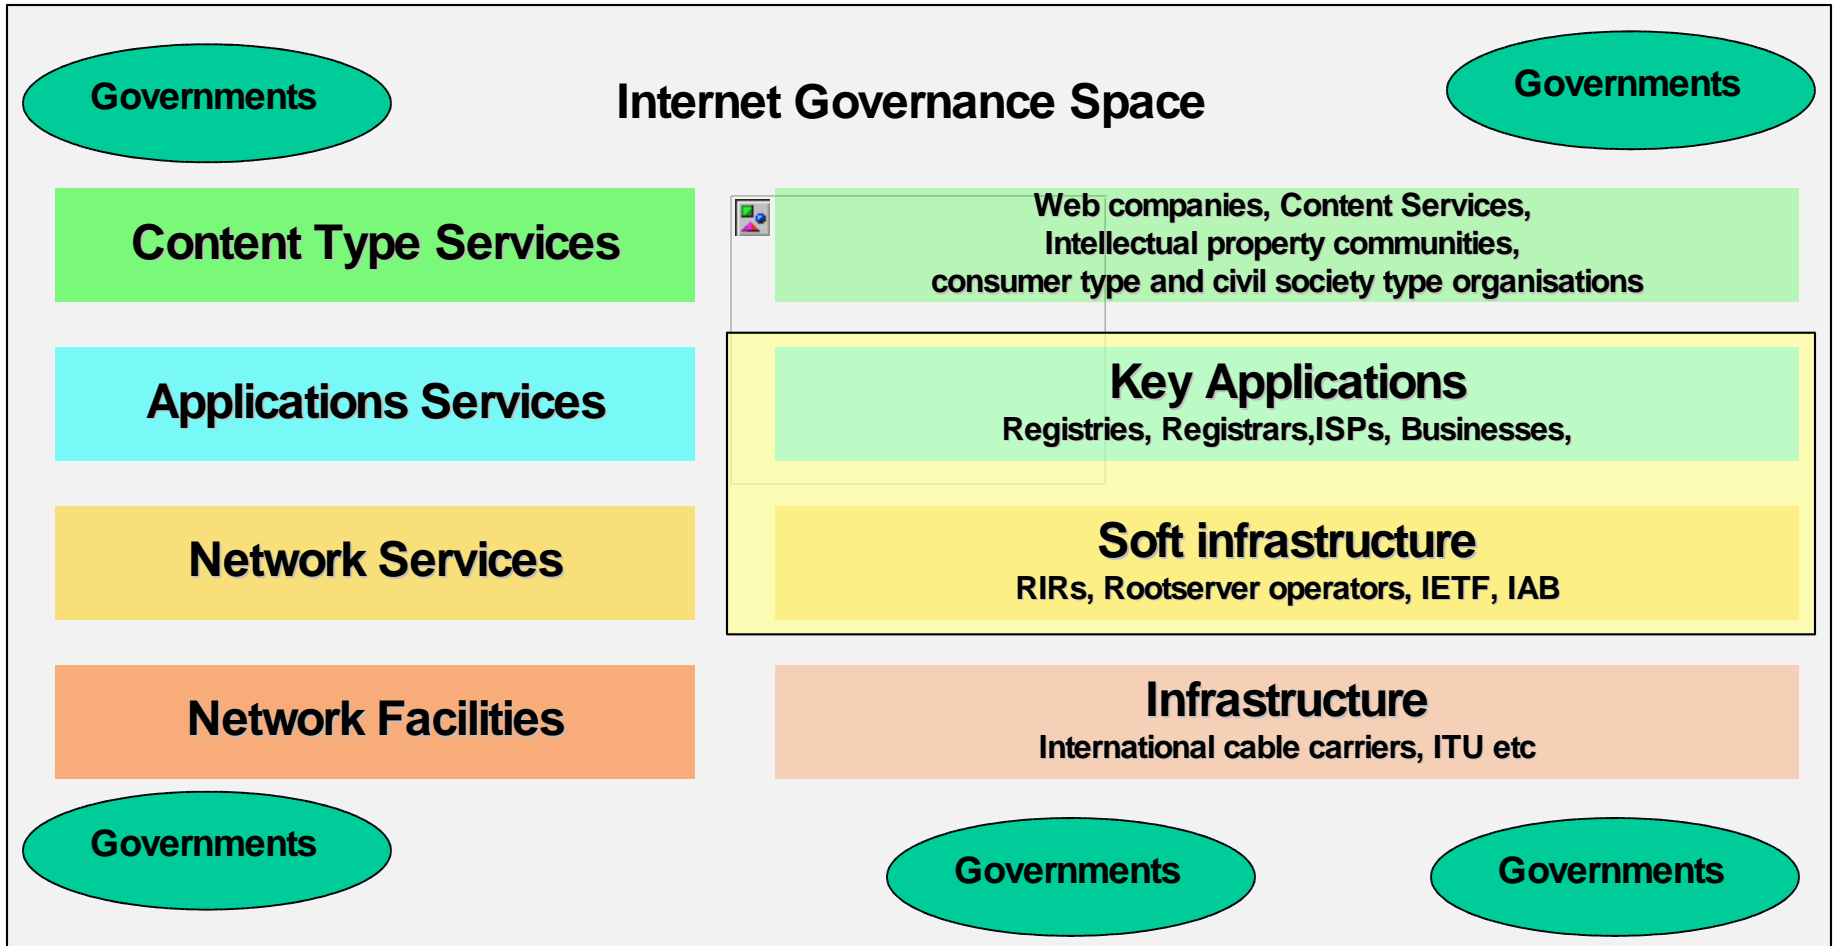 Governments
Internet Governance Space
Governments
Content Type Services
Web companies, Content Services,
Intellectual property communities,
consumer type and civil society type organisations
Applications Services
Key Applications
Registries, Registrars,ISPs, Businesses,
Network Services
Soft infrastructure
RIRs, Rootserver operators, IETF, IAB
Network Facilities
Infrastructure
International cable carriers, ITU etc
Governments
Governments
Governments